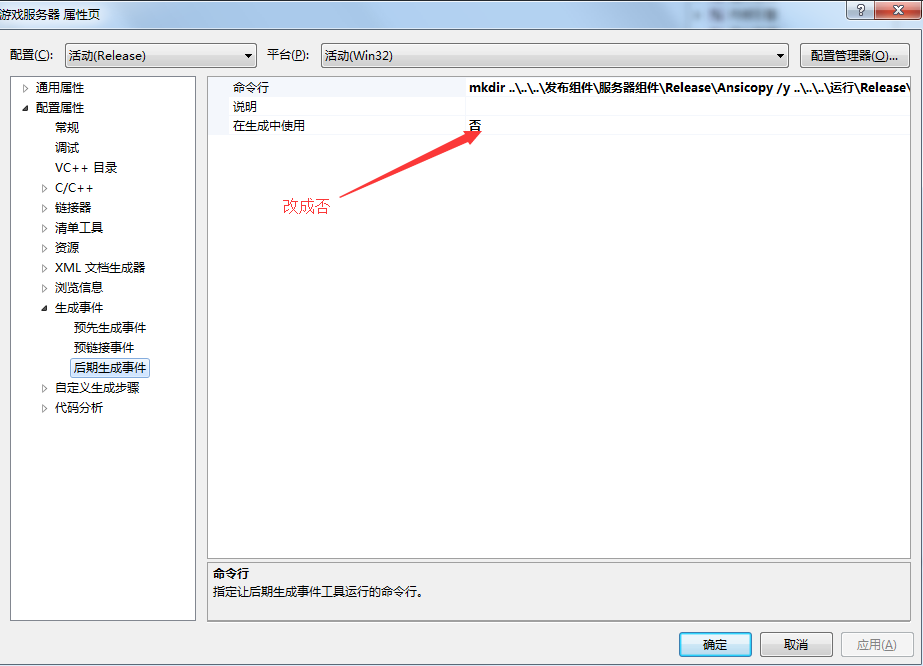 游戏服务器 属性页
配置(C): 活动(Release) 平台(P): 活动(Win32) 配置管理器(O)...
通用属性
配置属性
常规
调试
VC++ 目录
C/C++
链接器
清单工具
资源
XML 文档生成器
浏览信息
生成事件
预先生成事件
预链接事件
后期生成事件
自定义生成步骤
代码分析
命令行 mkdir ..\..\..\发布组件\服务器组件\Release\Ansicopy /y ..\..\..\运行\Release\
说明
在生成中使用 否
改成否
命令行
指定让后期生成事件工具运行的命令行。
确定 取消 应用(A)